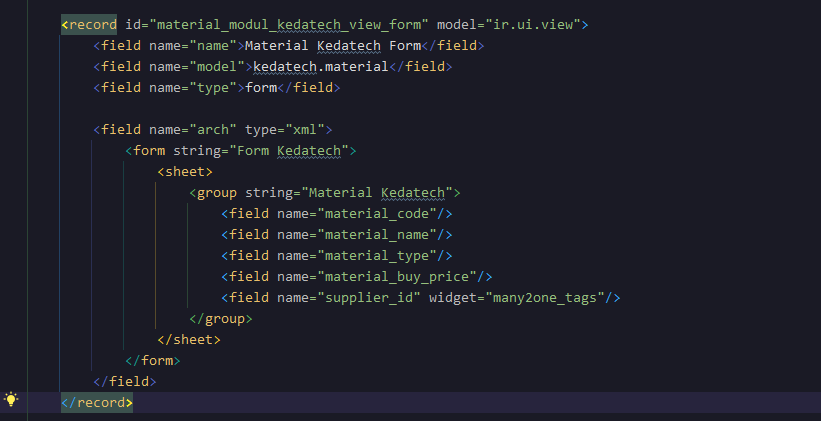 <record id="material_modul_kedatech_view_form" model="ir.ui.view">
<field name="name">Material Kedatech Form</field>
<field name="model">kedatech.material</field>
<field name="type">form</field>
<field name="arch" type="xml">
<form string="Form Kedatech">
<sheet>
<group string="Material Kedatech">
<field name="material_code"/>
<field name="material_name"/>
<field name="material_type"/>
<field name="material_buy_price"/>
<field name="supplier_id" widget="many2one_tags"/>
</group>
</sheet>
</form>
</field>
</record>